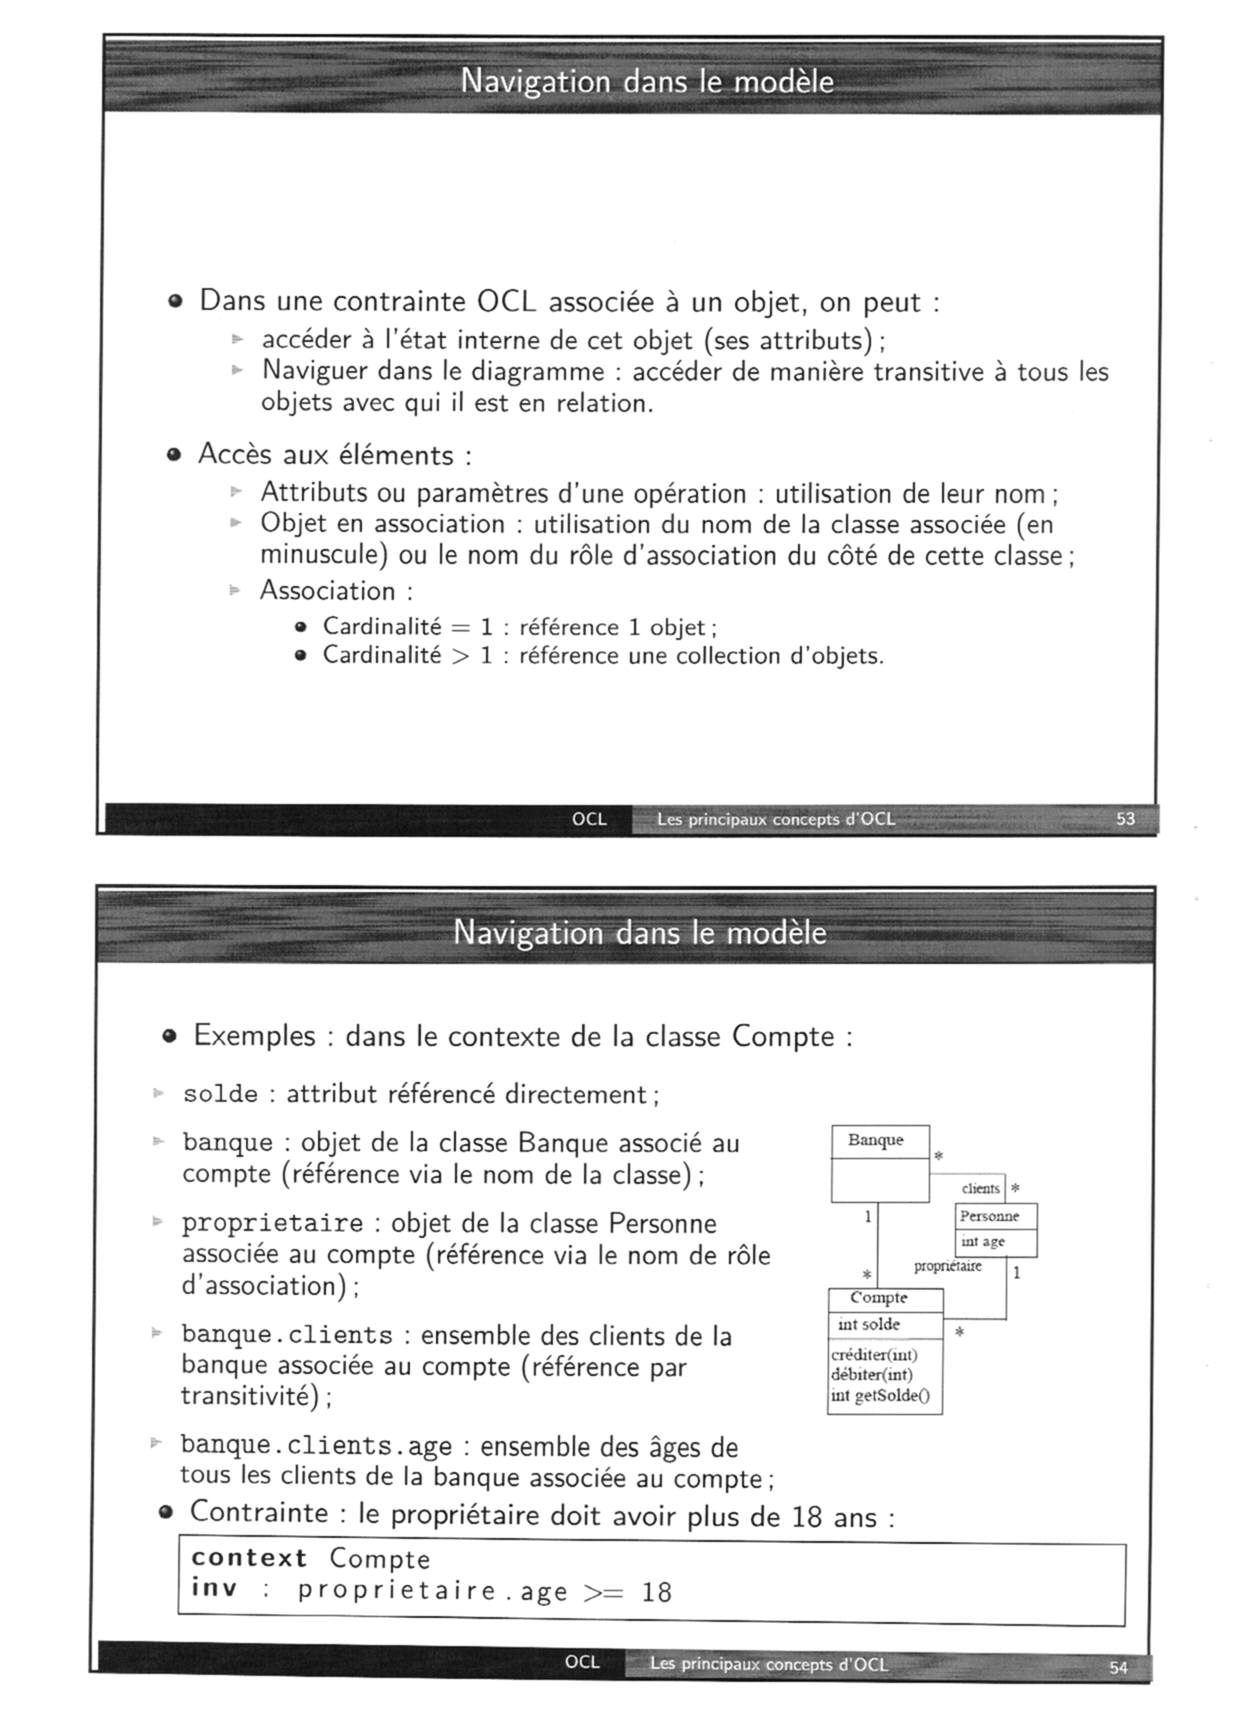 Navigation dans le modèle
Dans une contrainte OCL associée à un objet, on peut :
accéder à l'état interne de cet objet (ses attributs) ;
Naviguer dans le diagramme : accéder de manière transitive à tous les
objets avec qui il est en relation.
Accès aux éléments :
Attributs ou paramètres d'une opération : utilisation de leur nom ;
Objet en association : utilisation du nom de la classe associée (en
minuscule) ou le nom du rôle d'association du côté de cette classe ;
Association :
Cardinalité = 1 : référence 1 objet ;
Cardinalité > 1 : référence une collection d'objets.
OCL Les principaux concepts d'OCL 53
Navigation dans le modèle
Exemples : dans le contexte de la classe Compte :
solde : attribut référencé directement ;
banque : objet de la classe Banque associé au
compte (référence via le nom de la classe) ;
proprietaire : objet de la classe Personne
associée au compte (référence via le nom de rôle
d'association) ;
banque.clients : ensemble des clients de la
banque associée au compte (référence par
transitivité) ;
banque.clients.age : ensemble des âges de
tous les clients de la banque associée au compte ;
Banque
*
clients *
1
Personne
int age
propriétaire 1
*
Compte
int solde
*
créditer(int)
débiter(int)
int getSolde()
Contrainte : le propriétaire doit avoir plus de 18 ans :
context Compte
inv : proprietaire.age >= 18
OCL Les principaux concepts d'OCL 54